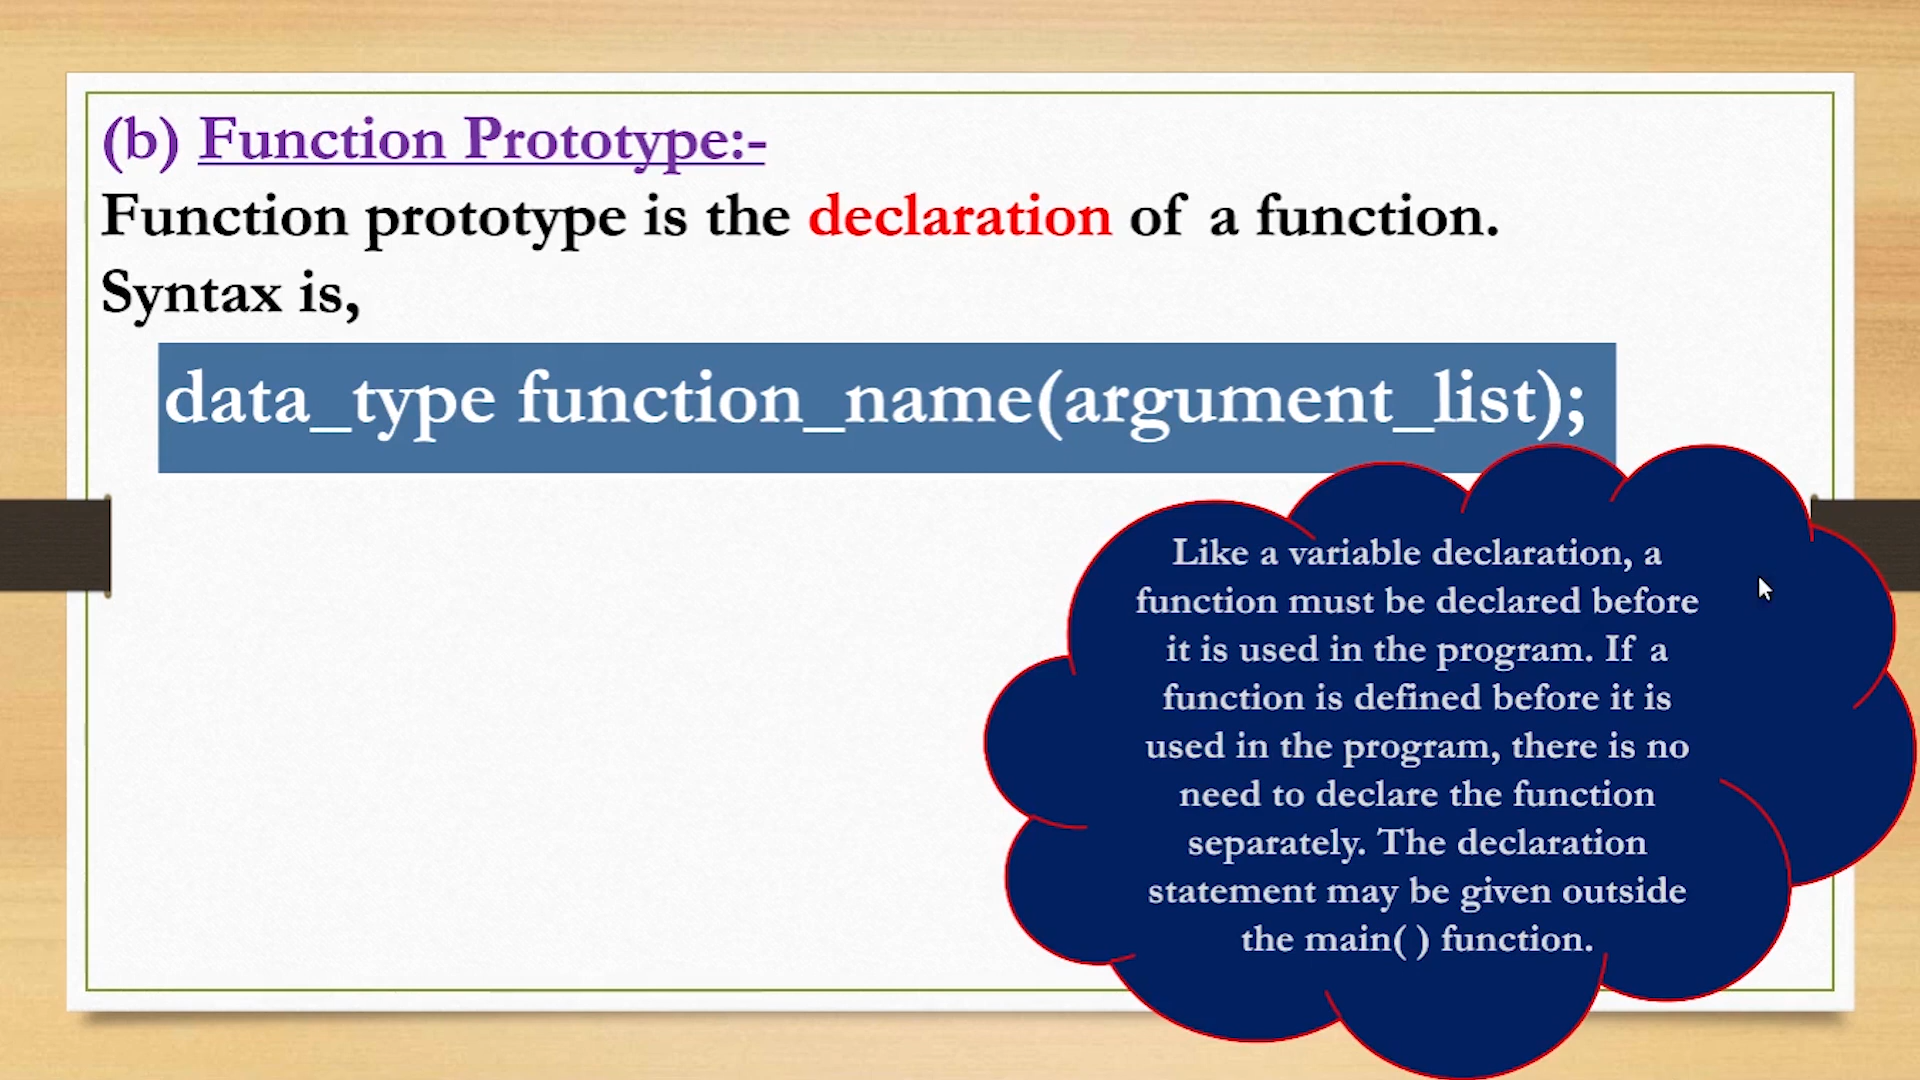 (b) Function Prototype:-
Function prototype is the declaration of a function.
Syntax is,
data_type function_name(argument_list);
Like a variable declaration, a
function must be declared before
it is used in the program. If a
function is defined before it is
used in the program, there is no
need to declare the function
separately. The declaration
statement may be given outside
the main( ) function.